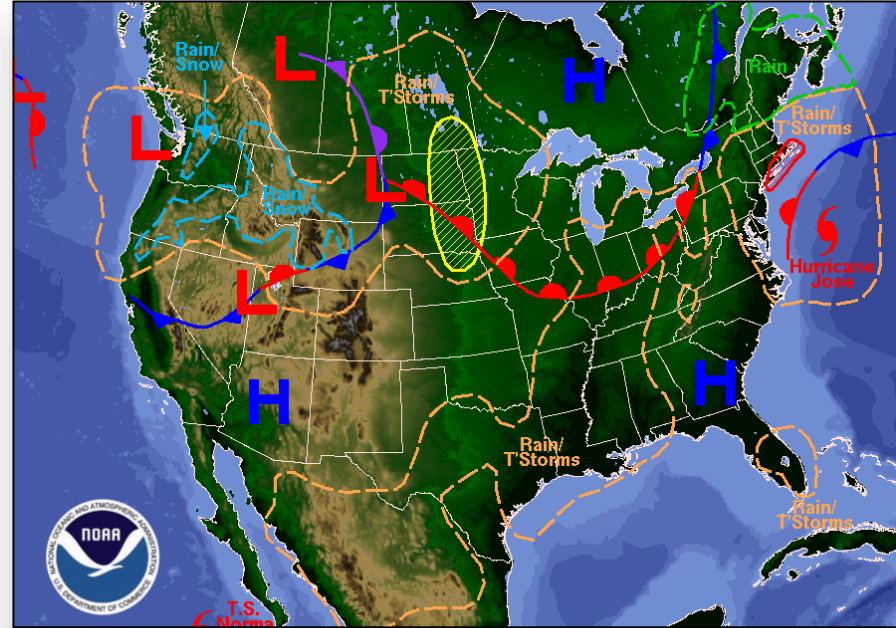 L
Rain/
Snow
Rain/
T'Storms
H
Rain
Rain/
T'Storms
L
L
Rain/
Snow
L
Hurricane
Jose
H
H
Rain/
T'Storms
Rain/
T'Storms
NATIONAL OCEANIC AND ATMOSPHERIC ADMINISTRATION
NOAA
U.S. DEPARTMENT OF COMMERCE
T.S.
Norma